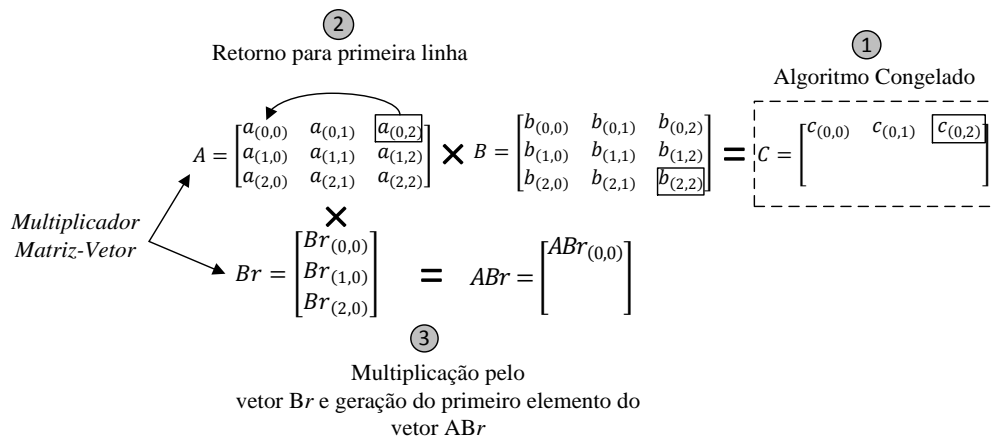 2
Retorno para primeira linha
1
Algoritmo Congelado
A = [a(0,0) a(0,1) a(0,2) × B = [b(0,0) b(0,1) b(0,2) = C = [c(0,0) c(0,1) c(0,2)
a(1,0) a(1,1) a(1,2) b(1,0) b(1,1) b(1,2)
a(2,0) a(2,1) a(2,2)] b(2,0) b(2,1) b(2,2)] ]
Multiplicador
Matriz-Vetor
×
Br = [Br(0,0) = ABr = [ABr(0,0)
Br(1,0)
Br(2,0)] ]
3
Multiplicação pelo
vetor Br e geração do primeiro elemento do
vetor ABr